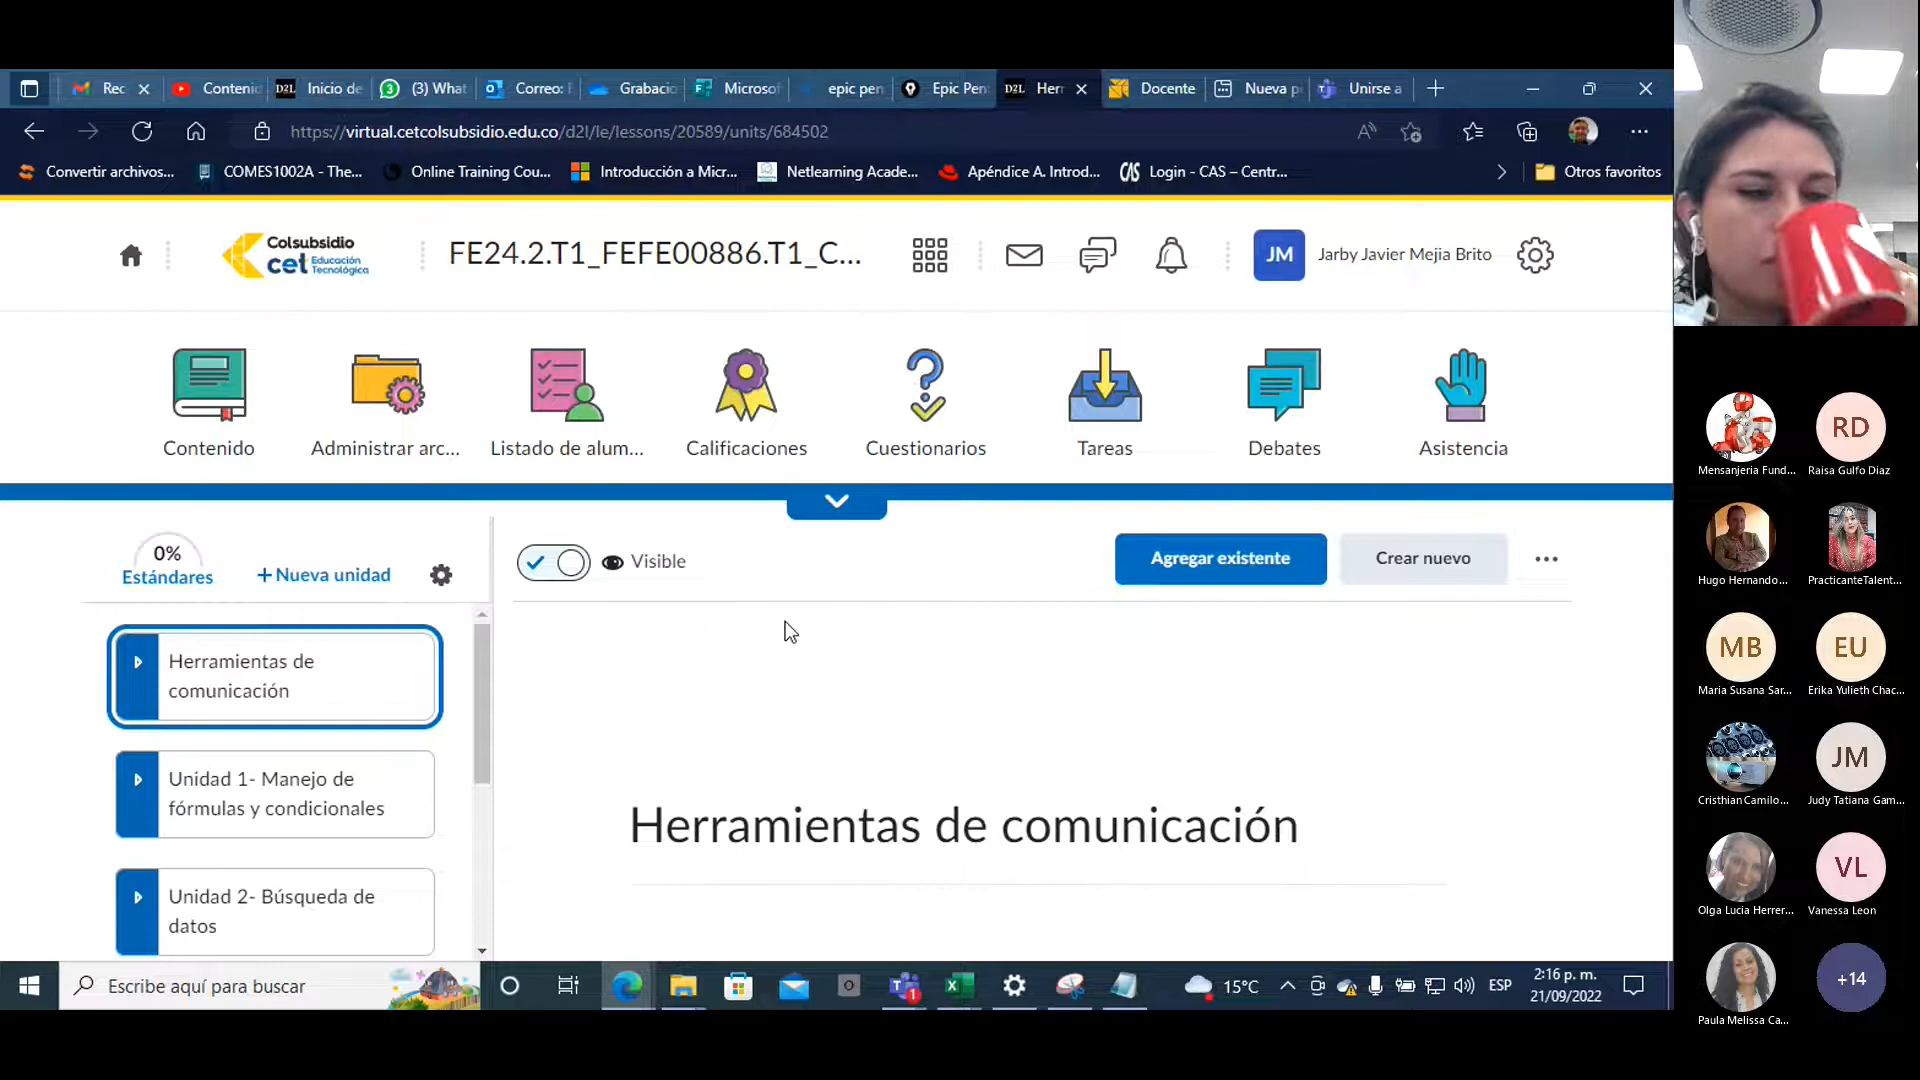 Rec
Conteni
D2L Inicio de
(3) What
Correo:
Grabacio
Microsof
epic pen
Epic Pen
D2L Herr
Docente
Nueva p
Unirse a
https://virtual.cetcolsubsidio.edu.co/d2l/le/lessons/20589/units/684502
Convertir archivos...
COMES1002A - The...
Online Training Cou...
Introducción a Micr...
Netlearning Acade...
Apéndice A. Introd...
CAS Login - CAS – Centr...
Otros favoritos
Colsubsidio
cet Educación Tecnológica
FE24.2.T1_FEFE00886.T1_C...
JM
Jarby Javier Mejia Brito
Contenido
Administrar arc...
Listado de alum...
Calificaciones
Cuestionarios
Tareas
Debates
Asistencia
0%
Estándares
+ Nueva unidad
Visible
Agregar existente
Crear nuevo
Herramientas de
comunicación
Unidad 1- Manejo de
fórmulas y condicionales
Unidad 2- Búsqueda de
datos
Herramientas de comunicación
Escribe aquí para buscar
1
15°C
ESP
2:16 p. m.
21/09/2022
Mensanjeria Fund...
RD
Raisa Gulfo Diaz
Hugo Hernando...
PracticanteTalent...
MB
Maria Susana Sar...
EU
Erika Yulieth Chac...
Cristhian Camilo...
JM
Judy Tatiana Gam...
Olga Lucia Herrer...
VL
Vanessa Leon
Paula Melissa Ca...
+14